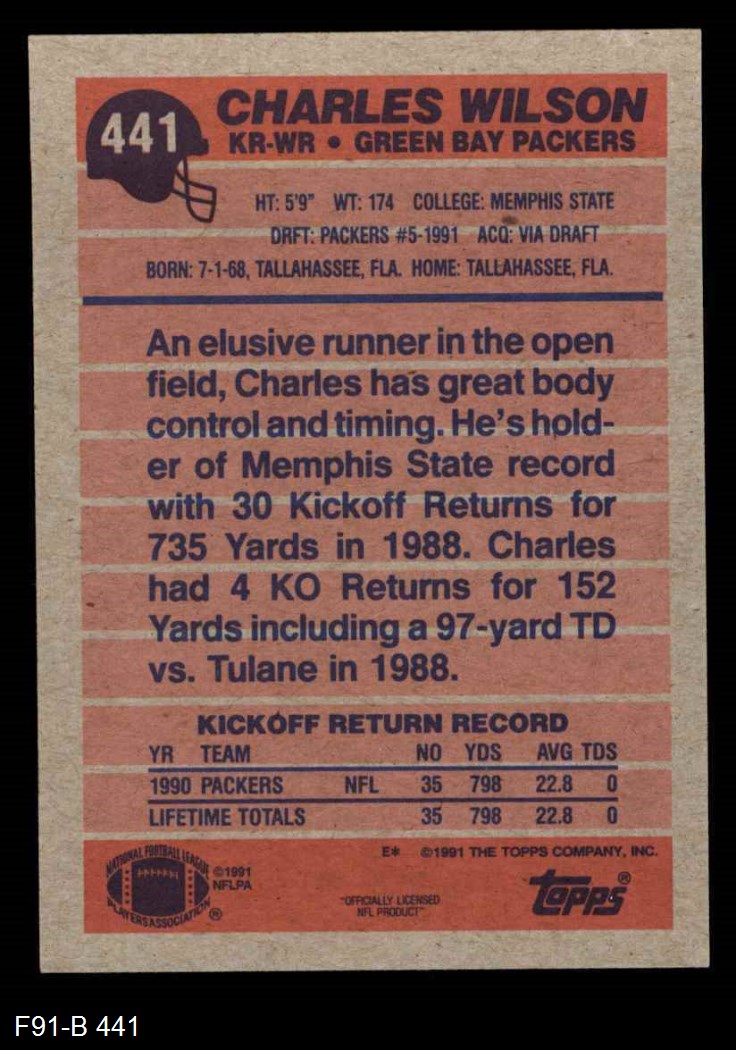 441
CHARLES WILSON
KR-WR • GREEN BAY PACKERS
HT: 5'9" WT: 174 COLLEGE: MEMPHIS STATE
DRFT: PACKERS #5-1991 ACQ: VIA DRAFT
BORN: 7-1-68, TALLAHASSEE, FLA. HOME: TALLAHASSEE, FLA.
An elusive runner in the open
field, Charles has great body
control and timing. He's hold-
er of Memphis State record
with 30 Kickoff Returns for
735 Yards in 1988. Charles
had 4 KO Returns for 152
Yards including a 97-yard TD
vs. Tulane in 1988.
KICKOFF RETURN RECORD
YR TEAM NO YDS AVG TDS
1990 PACKERS NFL 35 798 22.8 0
LIFETIME TOTALS 35 798 22.8 0
E* ©1991 THE TOPPS COMPANY, INC.
NATIONAL FOOTBALL LEAGUE
PLAYERS ASSOCIATION ®
©1991
NFLPA
"OFFICIALLY LICENSED
NFL PRODUCT"
topps ®
F91-B 441